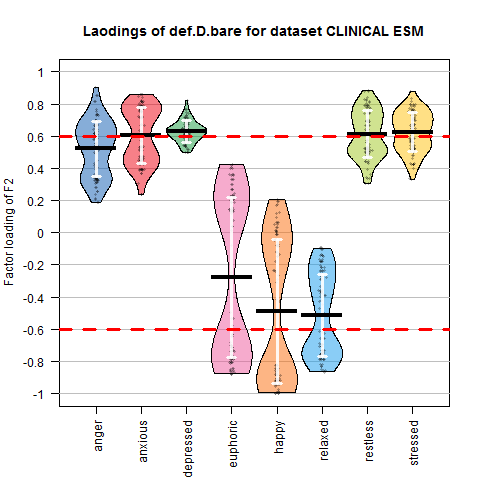 Laodings of def.D.bare for dataset CLINICAL ESM
Factor loading of F2
1
0.8
0.6
0.4
0.2
0
-0.2
-0.4
-0.6
-0.8
-1
anger
anxious
depressed
euphoric
happy
relaxed
restless
stressed